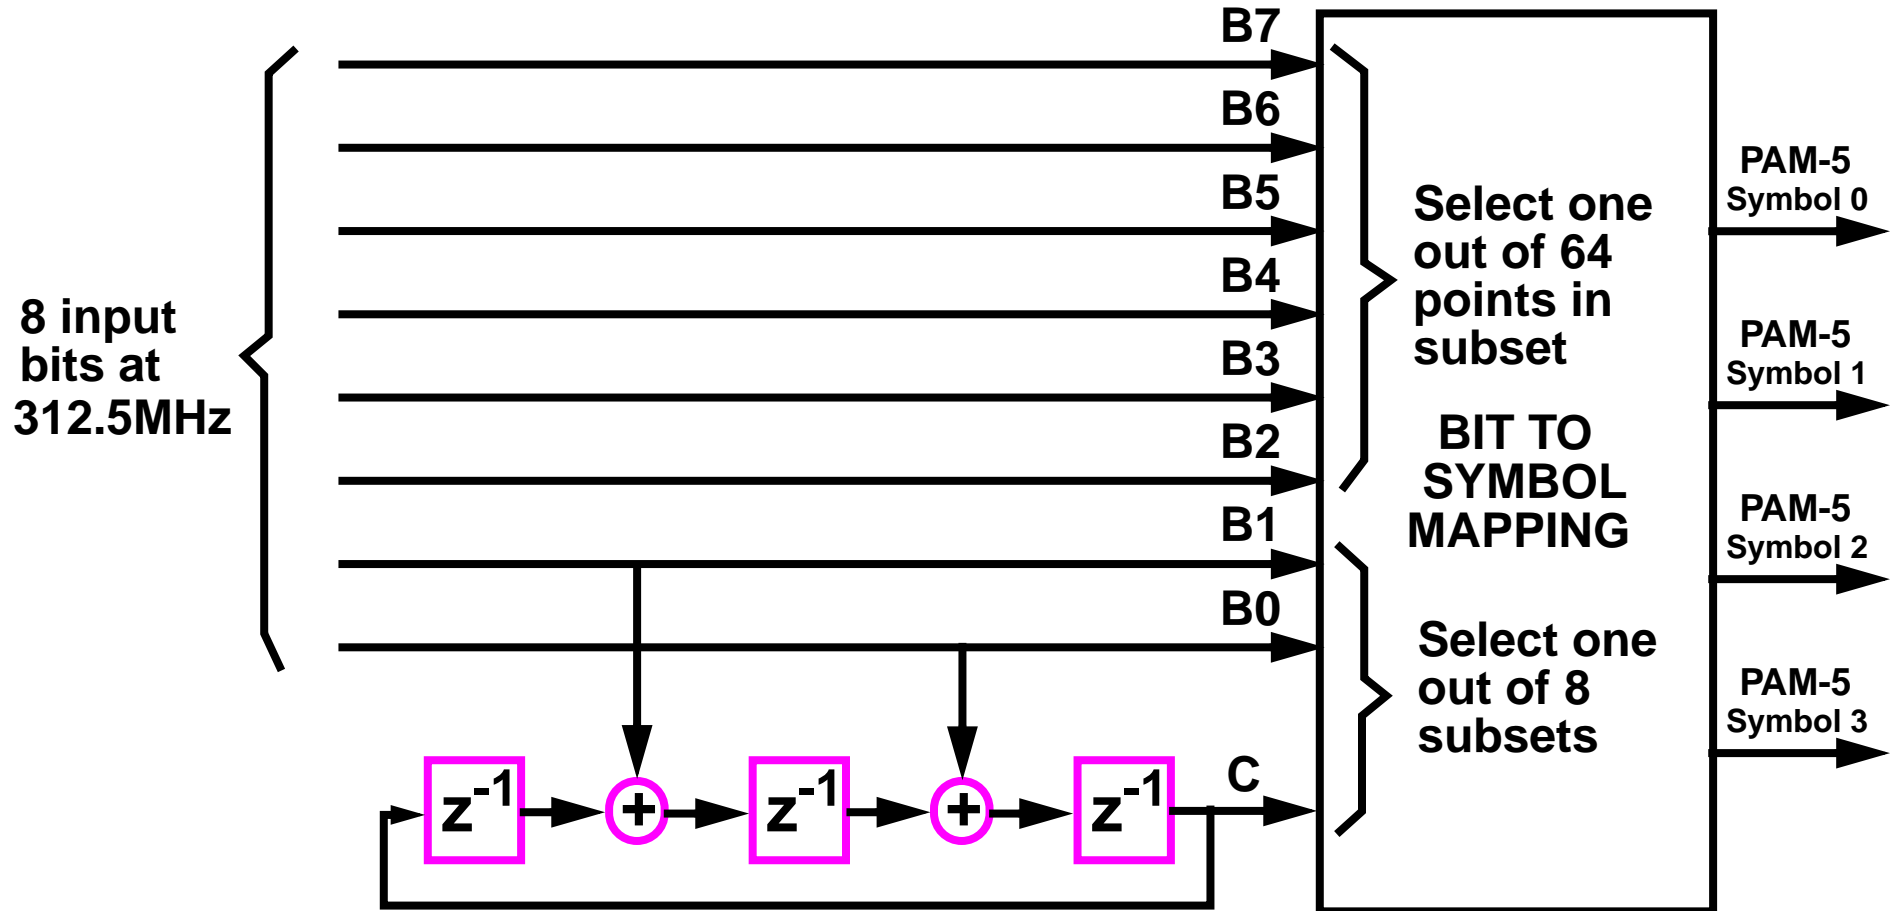 B7
B6
B5
B4
B3
B2
B1
B0
C
8 input
bits at
312.5MHz
Select one
out of 64
points in
subset
BIT TO
SYMBOL
MAPPING
Select one
out of 8
subsets
PAM-5
Symbol 0
PAM-5
Symbol 1
PAM-5
Symbol 2
PAM-5
Symbol 3
z⁻¹
+
z⁻¹
+
z⁻¹